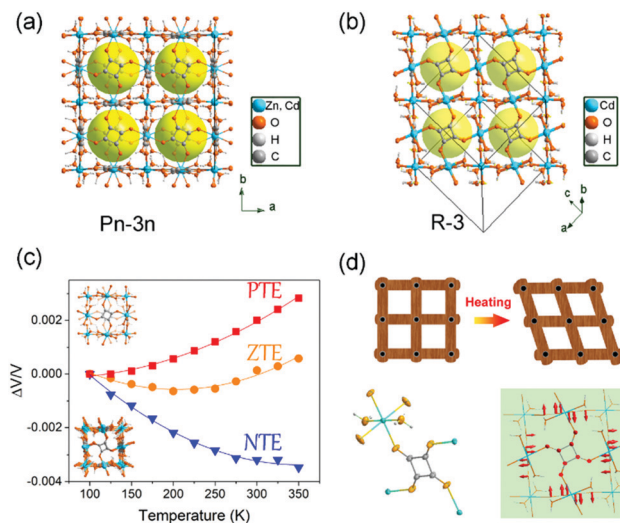 (a)
Zn, Cd
O
H
C
b
a
Pn-3n
(b)
Cd
O
H
C
c
b
a
R-3
(c)
PTE
ZTE
NTE
0.002
0.000
-0.002
-0.004
ΔV/V
100 150 200 250 300 350
Temperature (K)
(d)
Heating